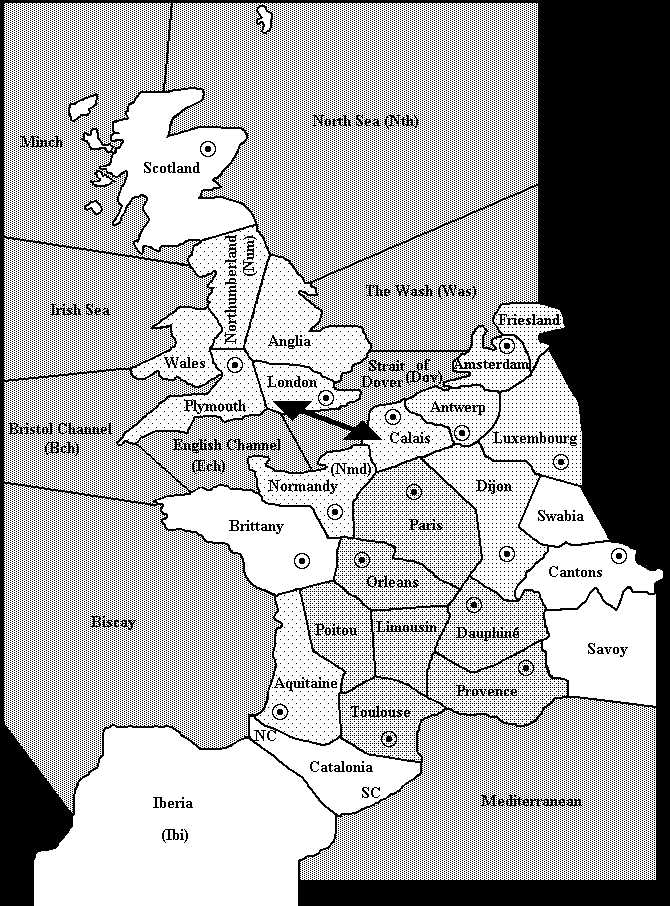 North Sea (Nth)
Minch
Scotland
Northumberland
(Num)
The Wash (Was)
Irish Sea
Friesland
Anglia
Wales
Strait of
Dover (Dov)
Amsterdam
London
Plymouth
Antwerp
Bristol Channel
(Bch)
English Channel
(Ech)
Calais
Luxembourg
(Nmd)
Normandy
Dijon
Brittany
Paris
Swabia
Orleans
Cantons
Biscay
Poitou
Limousin
Dauphiné
Savoy
Aquitaine
Provence
Toulouse
NC
Catalonia
SC
Iberia
(Ibi)
Mediterranean